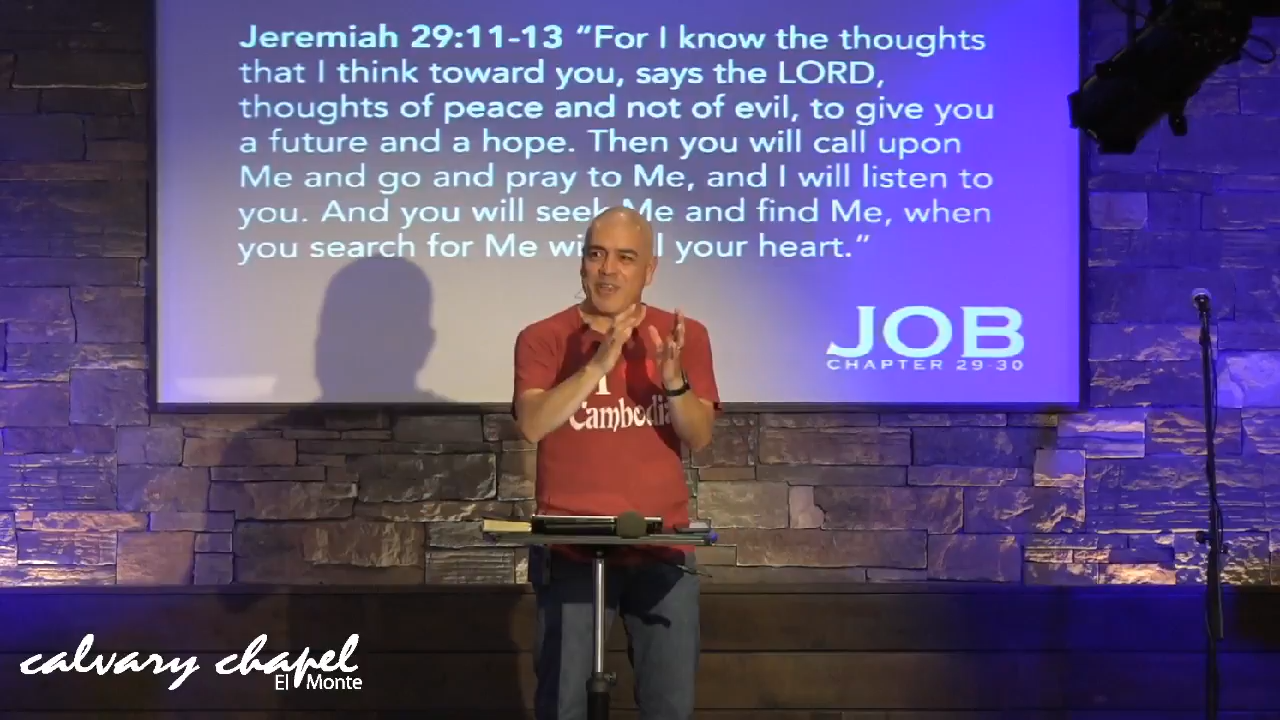 Jeremiah 29:11-13 “For I know the thoughts
that I think toward you, says the LORD,
thoughts of peace and not of evil, to give you
a future and a hope. Then you will call upon
Me and go and pray to Me, and I will listen to
you. And you will seek Me and find Me, when
you search for Me your heart.”
JOB
CHAPTER 29-30
I
Cambodia
calvary chapel
El Monte